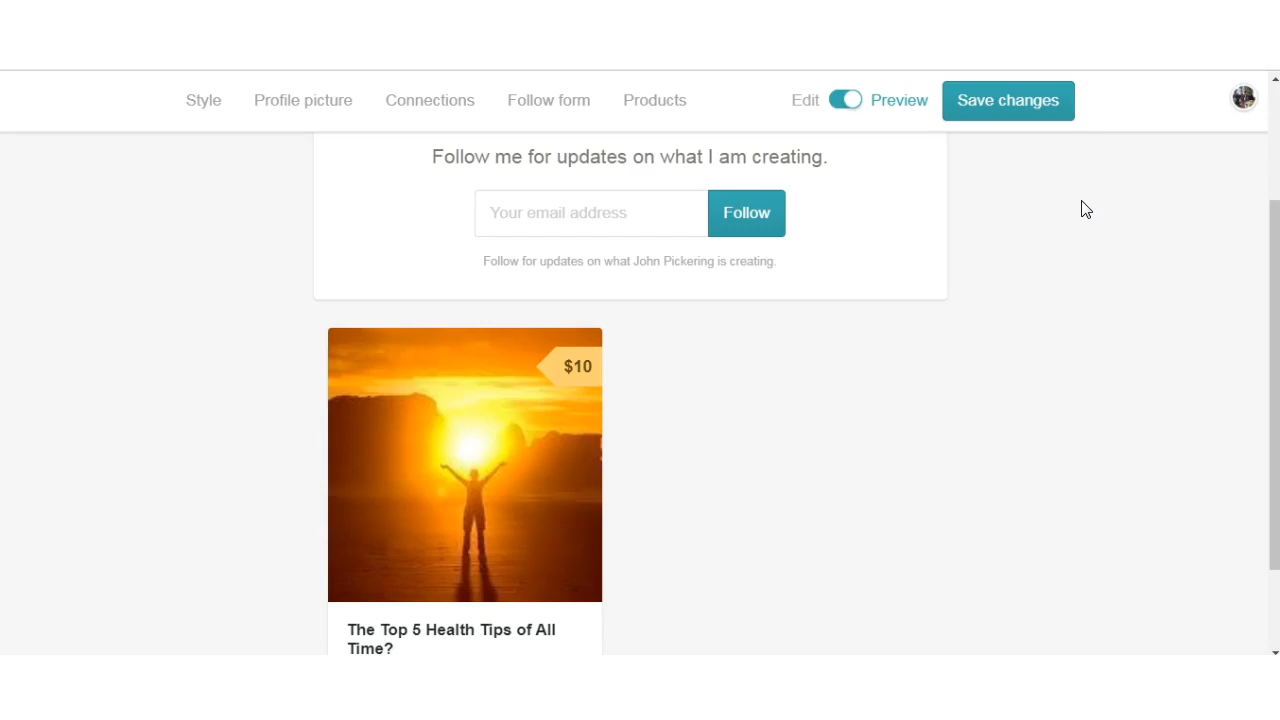 Style Profile picture Connections Follow form Products Edit Preview Save changes
Follow me for updates on what I am creating.
Your email address Follow
Follow for updates on what John Pickering is creating.
$10
The Top 5 Health Tips of All
Time?